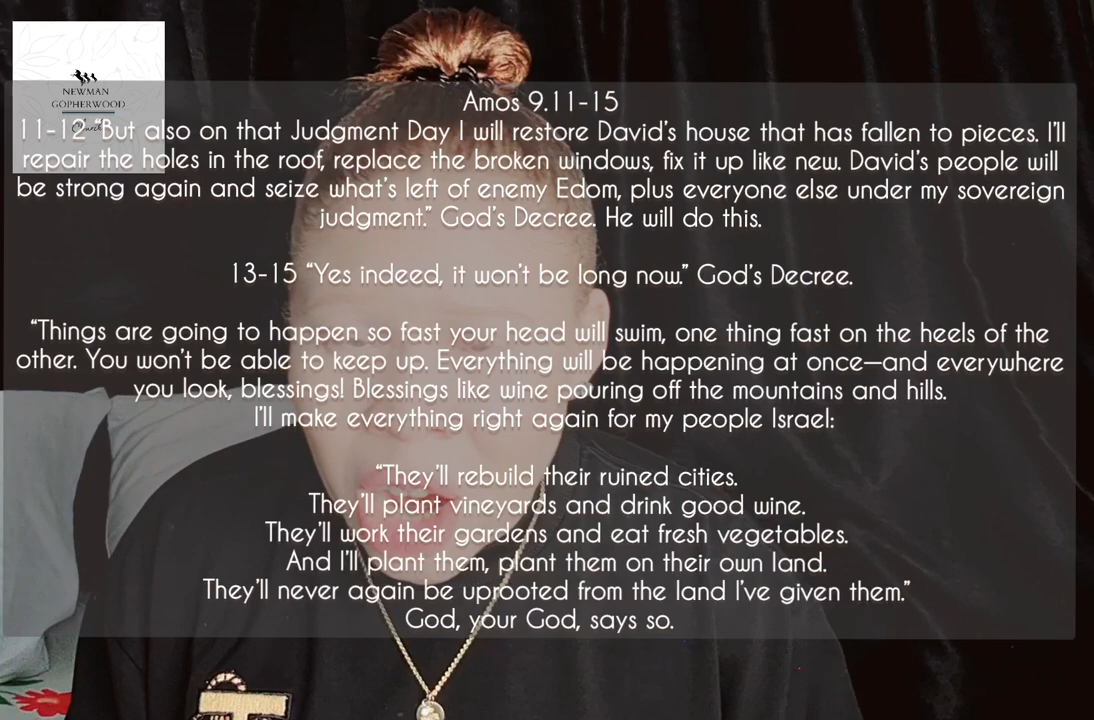 NEWMAN
GOPHERWOOD
Church
Amos 9.11-15
11-12 “But also on that Judgment Day I will restore David’s house that has fallen to pieces. I’ll
repair the holes in the roof, replace the broken windows, fix it up like new. David’s people will
be strong again and seize what’s left of enemy Edom, plus everyone else under my sovereign
judgment.” God’s Decree. He will do this.
13-15 “Yes indeed, it won’t be long now.” God’s Decree.
“Things are going to happen so fast your head will swim, one thing fast on the heels of the
other. You won’t be able to keep up. Everything will be happening at once—and everywhere
you look, blessings! Blessings like wine pouring off the mountains and hills.
I’ll make everything right again for my people Israel:
“They’ll rebuild their ruined cities.
They’ll plant vineyards and drink good wine.
They’ll work their gardens and eat fresh vegetables.
And I’ll plant them, plant them on their own land.
They’ll never again be uprooted from the land I’ve given them.”
God, your God, says so.